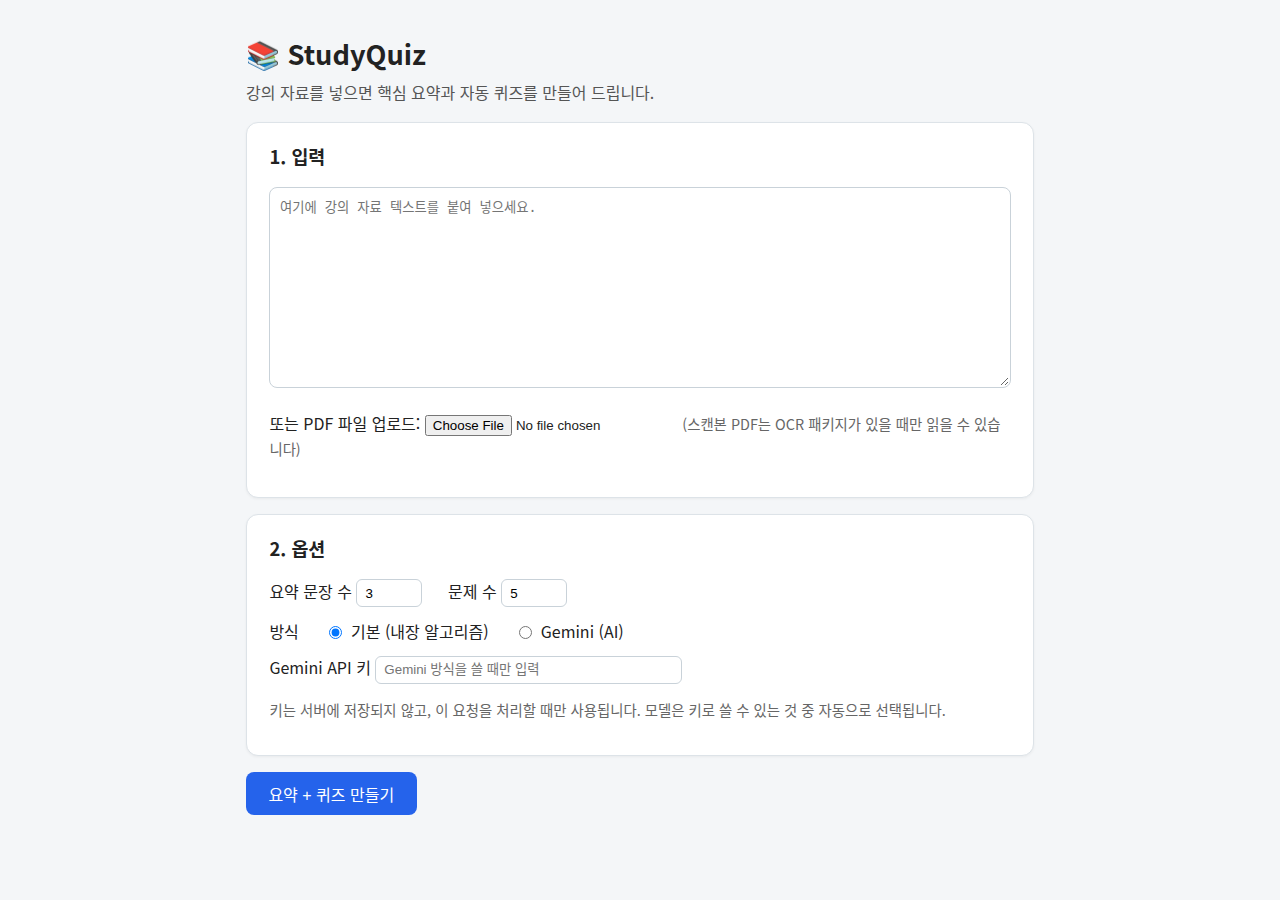 📚 StudyQuiz
강의 자료를 넣으면 핵심 요약과 자동 퀴즈를 만들어 드립니다.
1. 입력
여기에 강의 자료 텍스트를 붙여 넣으세요.
또는 PDF 파일 업로드: Choose File No file chosen (스캔본 PDF는 OCR 패키지가 있을 때만 읽을 수 있습
니다)
2. 옵션
요약 문장 수 3 문제 수 5
방식 기본 (내장 알고리즘) Gemini (AI)
Gemini API 키 Gemini 방식을 쓸 때만 입력
키는 서버에 저장되지 않고, 이 요청을 처리할 때만 사용됩니다. 모델은 키로 쓸 수 있는 것 중 자동으로 선택됩니다.
요약 + 퀴즈 만들기